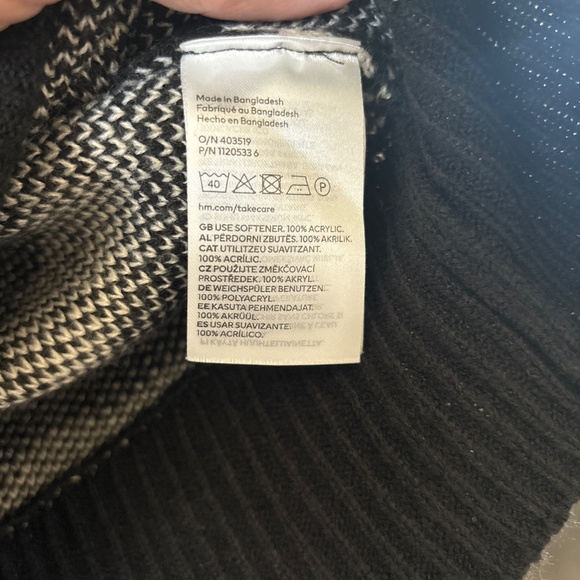 Made in Bangladesh
Fabriqué au Bangladesh
Hecho en Bangladesh
O/N 403519
P/N 1120533 6
40
P
hm.com/takecare
GB USE SOFTENER. 100% ACRYLIC.
AL PËRDORNI ZBUTËS. 100% AKRILIK.
CAT UTILITZEU SUAVITZANT.
100% ACRÍLIC.
CZ POUŽIJTE ZMĚKČOVACÍ
PROSTŘEDEK. 100% AKRYL.
DE WEICHSPÜLER BENUTZEN.
100% POLYACRYL.
EE KASUTA PEHMENDAJAT.
100% AKRÜÜL.
ES USAR SUAVIZANTE.
100% ACRÍLICO.